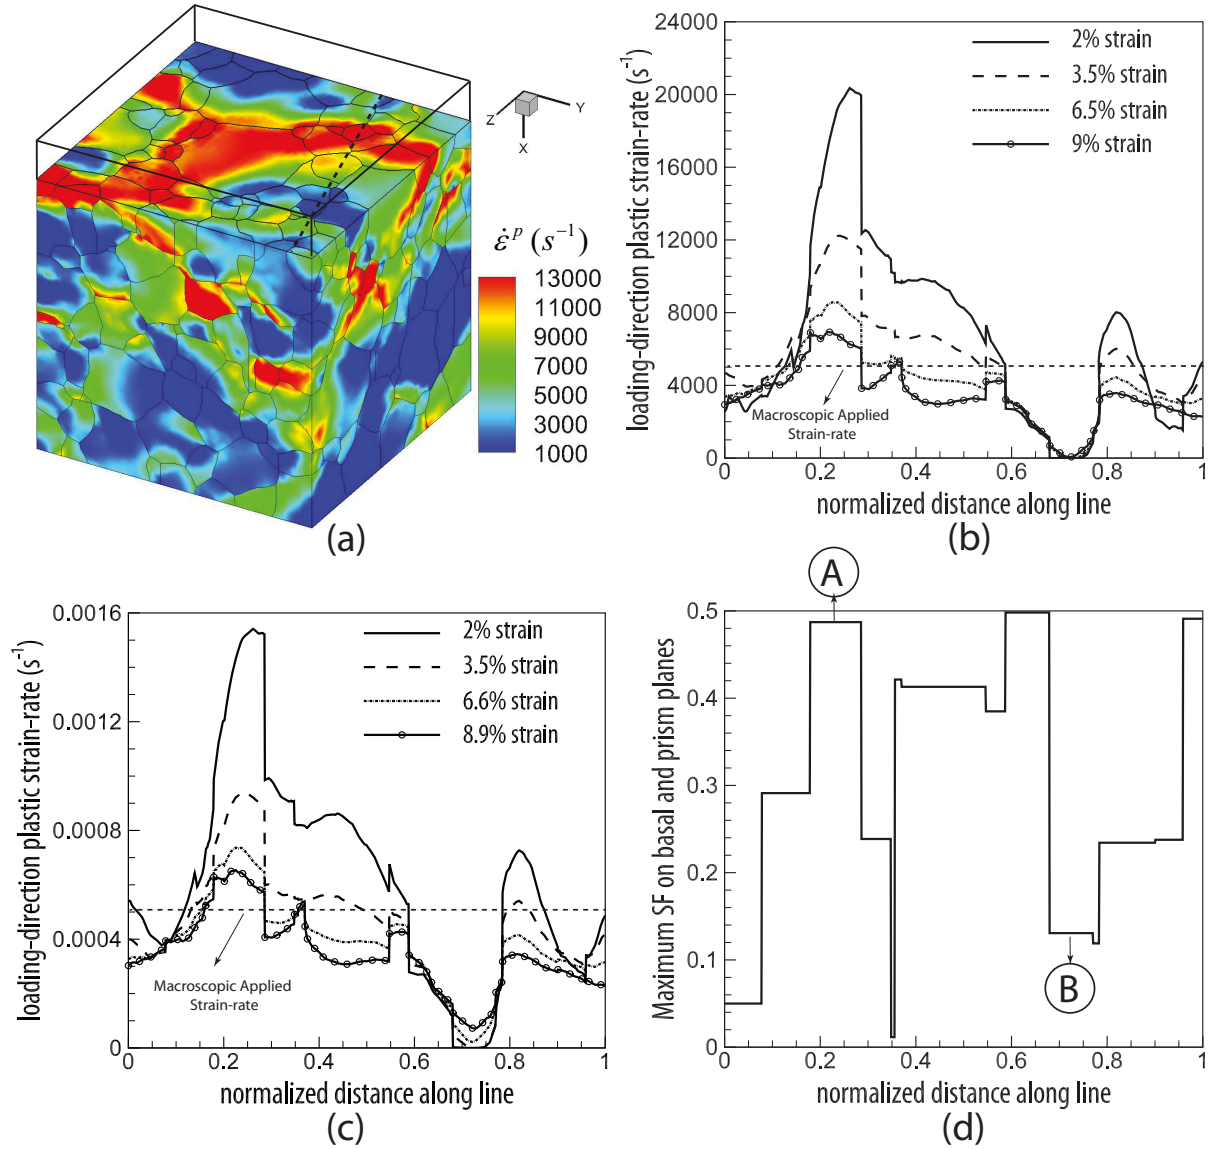 Z
Y
X
ε̇ᵖ (s⁻¹)
13000
11000
9000
7000
5000
3000
1000
(a)
loading-direction plastic strain-rate (s⁻¹)
24000
20000
16000
12000
8000
4000
0
2% strain
3.5% strain
6.5% strain
9% strain
Macroscopic Applied
Strain-rate
0 0.2 0.4 0.6 0.8 1
normalized distance along line
(b)
loading-direction plastic strain-rate (s⁻¹)
0.0016
0.0012
0.0008
0.0004
0
2% strain
3.5% strain
6.6% strain
8.9% strain
Macroscopic Applied
Strain-rate
0 0.2 0.4 0.6 0.8 1
normalized distance along line
(c)
Maximum SF on basal and prism planes
0.5
0.4
0.3
0.2
0.1
0
A
B
0 0.2 0.4 0.6 0.8 1
normalized distance along line
(d)